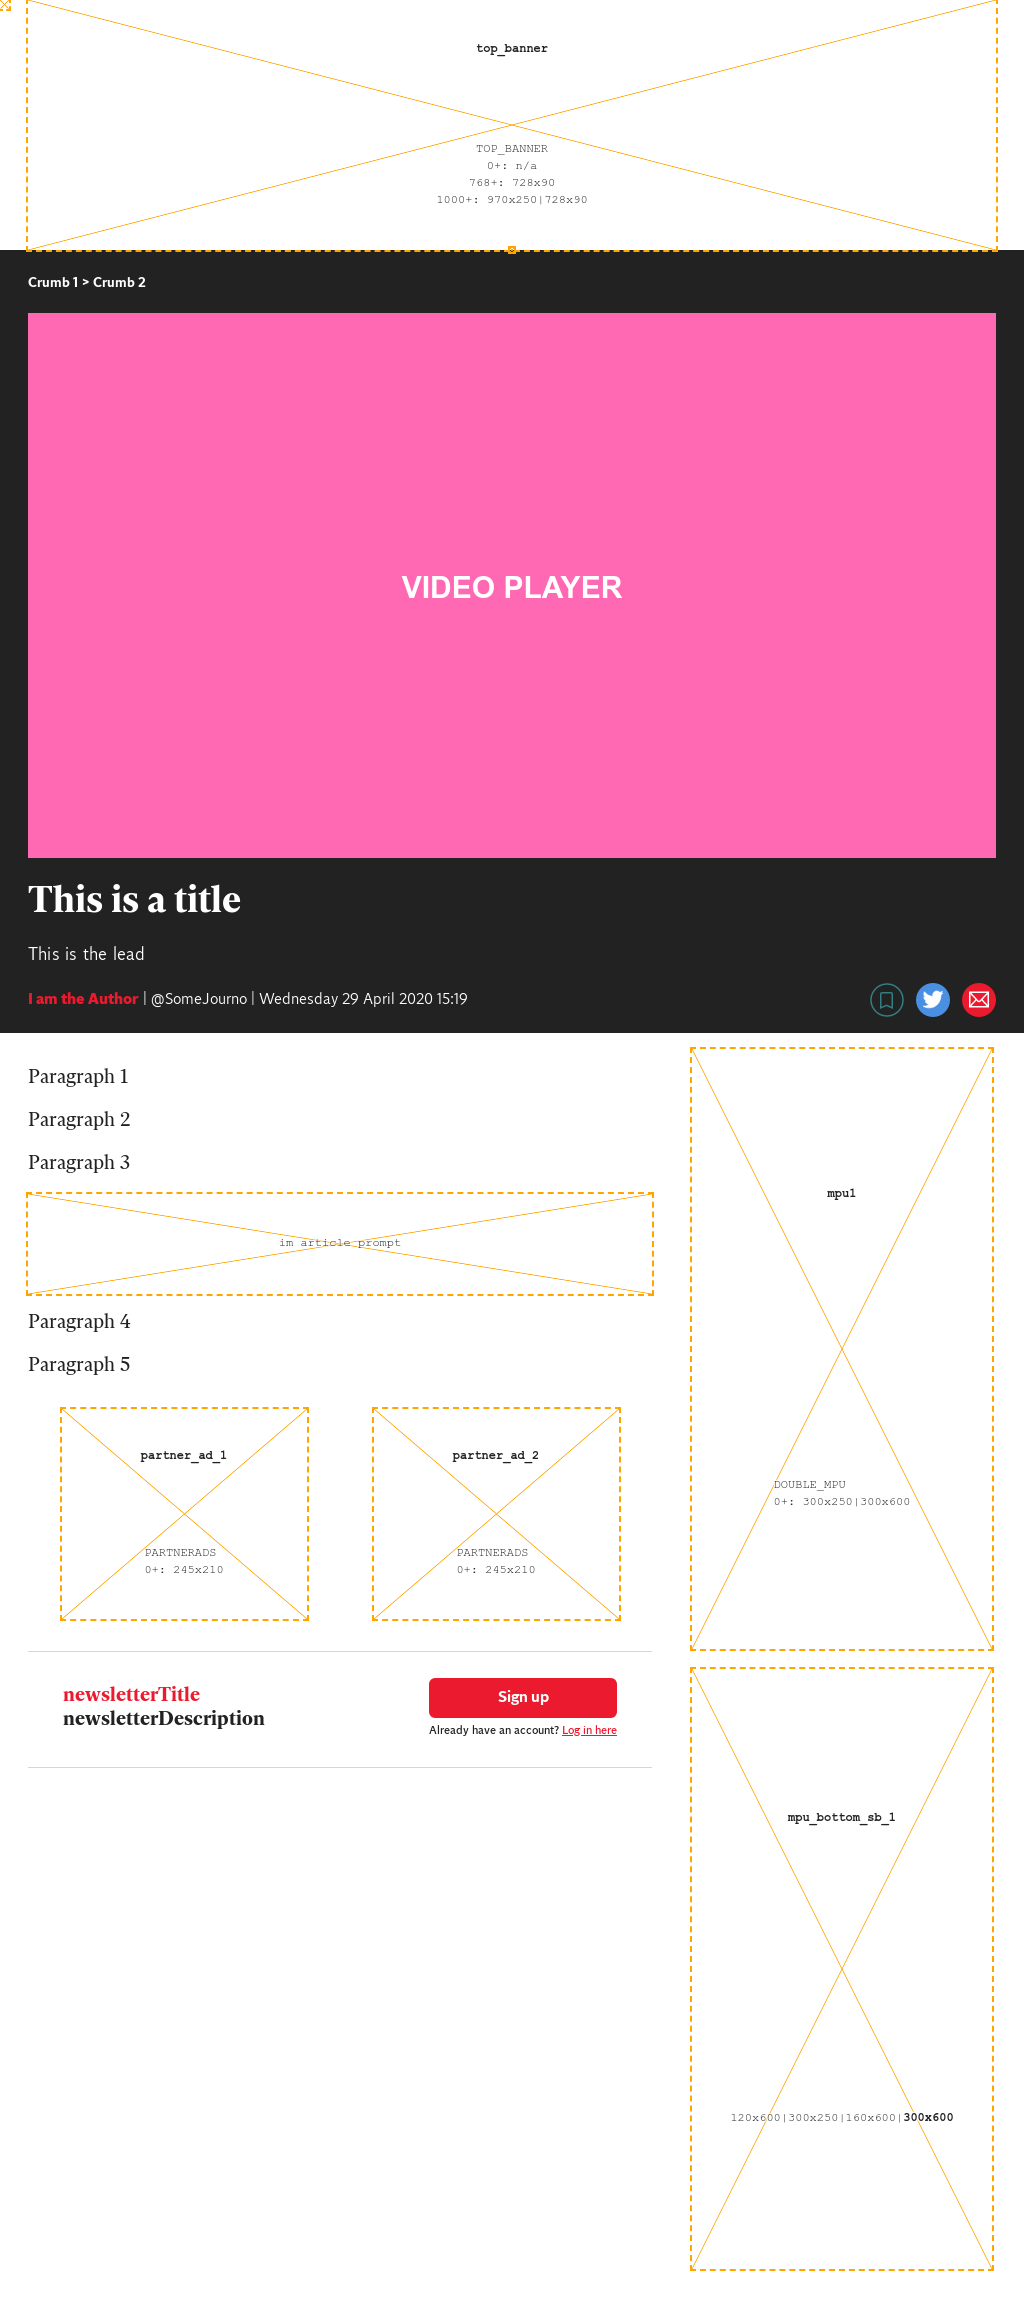 top_banner
TOP_BANNER
0+: n/a
768+: 728x90
1000+: 970x250|728x90
Crumb 1 > Crumb 2
VIDEO PLAYER
This is a title
This is the lead
I am the Author | @SomeJourno | Wednesday 29 April 2020 15:19
Paragraph 1
Paragraph 2
Paragraph 3
im_article_prompt
Paragraph 4
Paragraph 5
partner_ad_1
PARTNERADS
0+: 245x210
partner_ad_2
PARTNERADS
0+: 245x210
newsletterTitle
newsletterDescription
Sign up
Already have an account? Log in here
mpu1
DOUBLE_MPU
0+: 300x250|300x600
mpu_bottom_sb_1
120x600|300x250|160x600|300x600